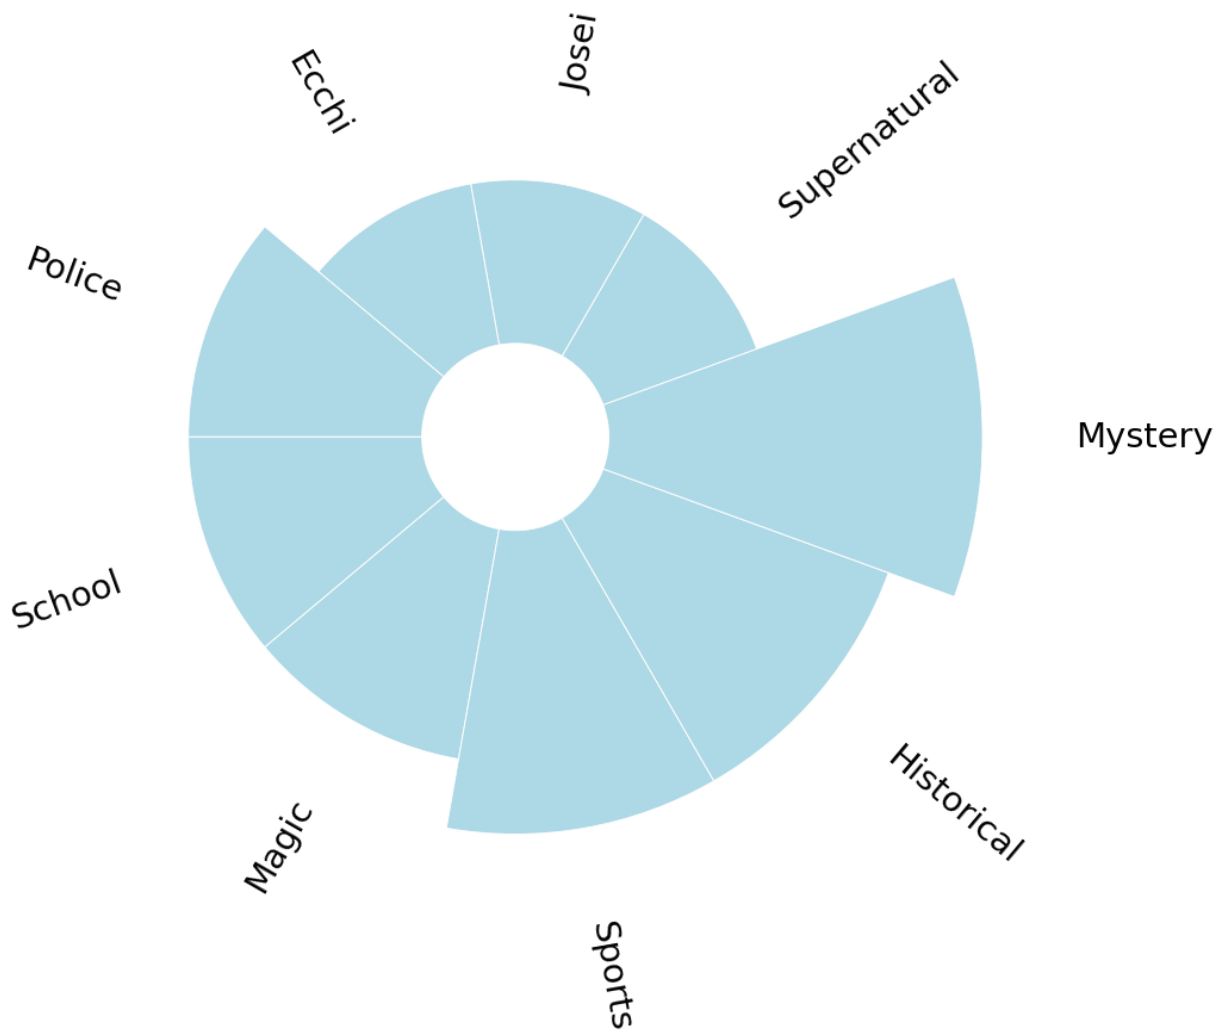 Josei
Ecchi
Supernatural
Police
Mystery
School
Historical
Magic
Sports